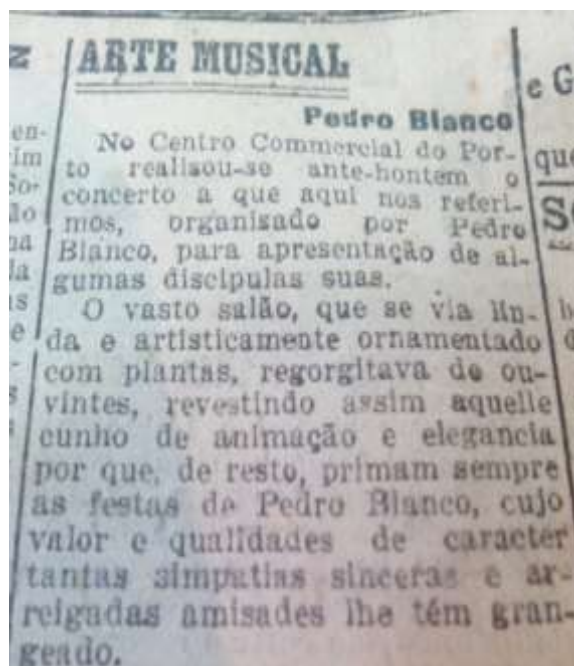 ARTE MUSICAL
Pedro Blanco
No Centro Commercial do Por-
to realisou-se ante-hontem o
concerto a que aqui nos referi-
mos, organisado por Pedro
Blanco, para apresentação de al-
gumas discipulas suas.
O vasto salão, que se via lin-
da e artisticamente ornamentado
com plantas, regorgitava de ou-
vintes, revestindo assim aquelle
cunho de animação e elegancia
por que, de resto, primam sempre
as festas de Pedro Blanco, cujo
valor e qualidades de caracter
tantas simpatias sinceras e ar-
reigadas amisades lhe têm gran-
geado.
e G
que